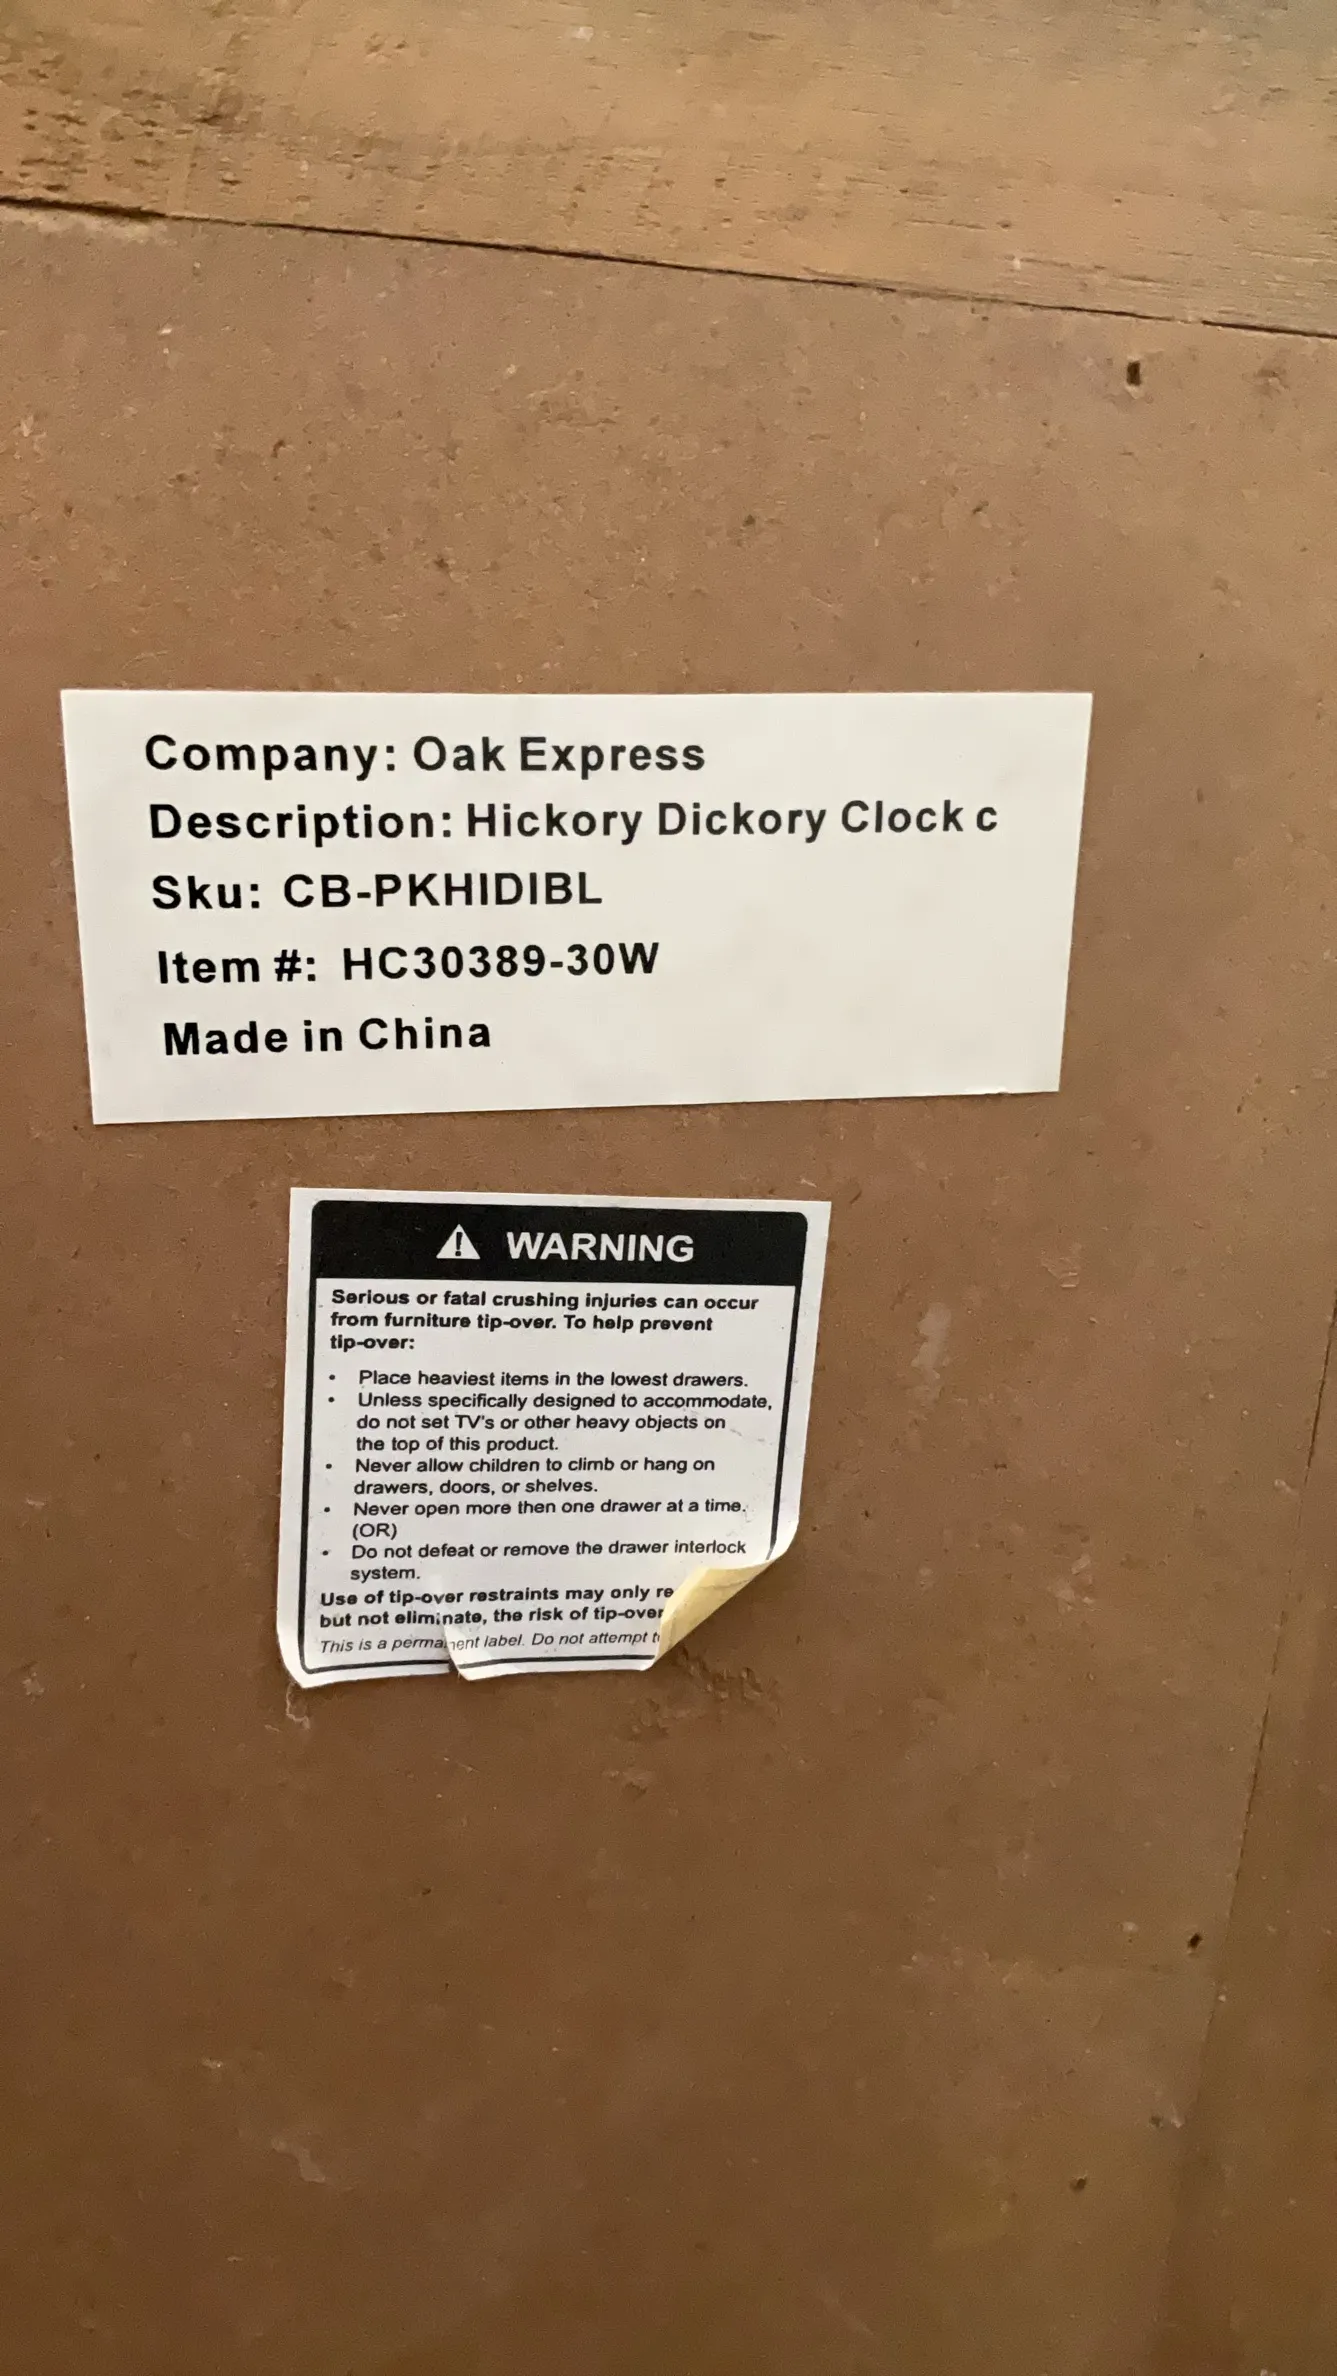 Company: Oak Express
Description: Hickory Dickory Clock c
Sku: CB-PKHIDIBL
Item #: HC30389-30W
Made in China
WARNING
Serious or fatal crushing injuries can occur
from furniture tip-over. To help prevent
tip-over:
• Place heaviest items in the lowest drawers.
• Unless specifically designed to accommodate,
do not set TV's or other heavy objects on
the top of this product.
• Never allow children to climb or hang on
drawers, doors, or shelves.
• Never open more then one drawer at a time.
(OR)
• Do not defeat or remove the drawer interlock
system.
Use of tip-over restraints may only re
but not eliminate, the risk of tip-over
This is a permanent label. Do not attempt t